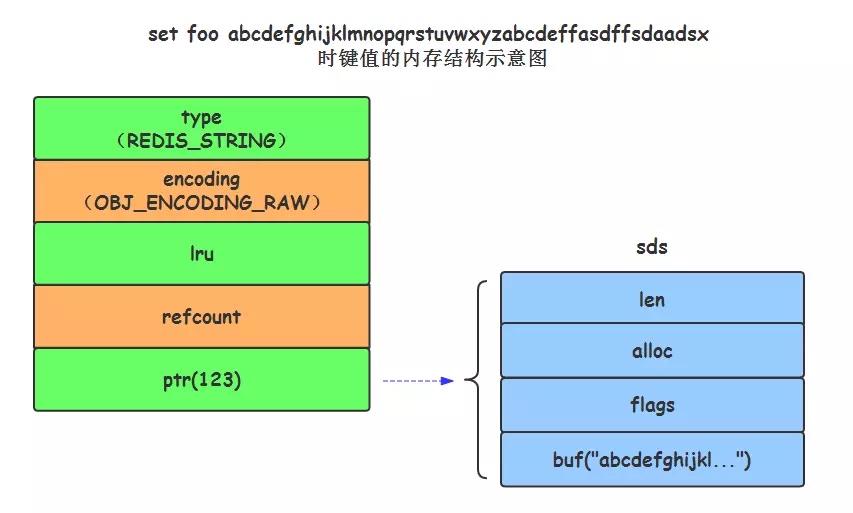 set foo abcdefghijklmnopqrstuvwxyzabcdeffasdffsdaadsx
时键值的内存结构示意图
type
（REDIS_STRING）
encoding
（OBJ_ENCODING_RAW）
lru
refcount
ptr(123)
sds
len
alloc
flags
buf("abcdefghijkl...")